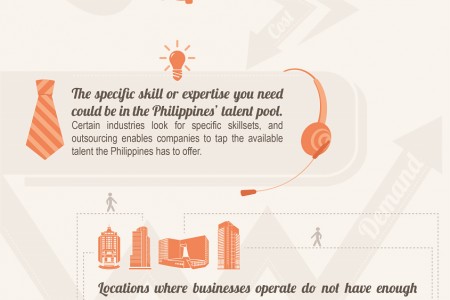 Cost
The specific skill or expertise you need
could be in the Philippines' talent pool.
Certain industries look for specific skillsets, and
outsourcing enables companies to tap the available
talent the Philippines has to offer.
Demand
Locations where businesses operate do not have enough